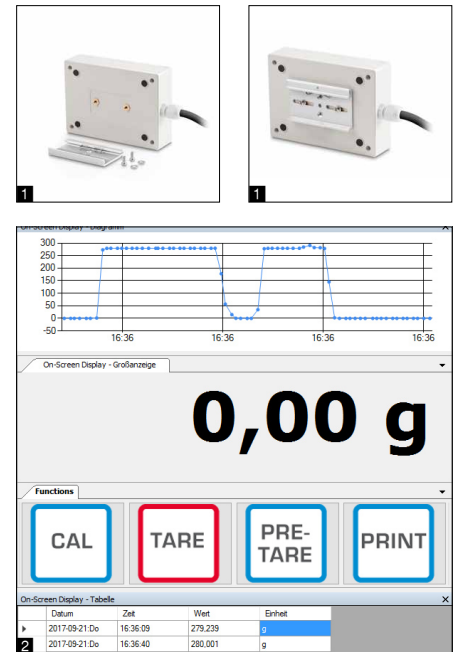 1
1
On-Screen Display - Diagramm
300
250
200
150
100
50
0
-50
16:36 16:36 16:36 16:36
On-Screen Display - Großanzeige
0,00 g
Functions
CAL
TARE
PRE-
TARE
PRINT
On-Screen Display - Tabelle
Datum Zeit Wert Einheit
2017-09-21:Do 16:36:09 279,239 g
2017-09-21:Do 16:36:40 280,001 g
2